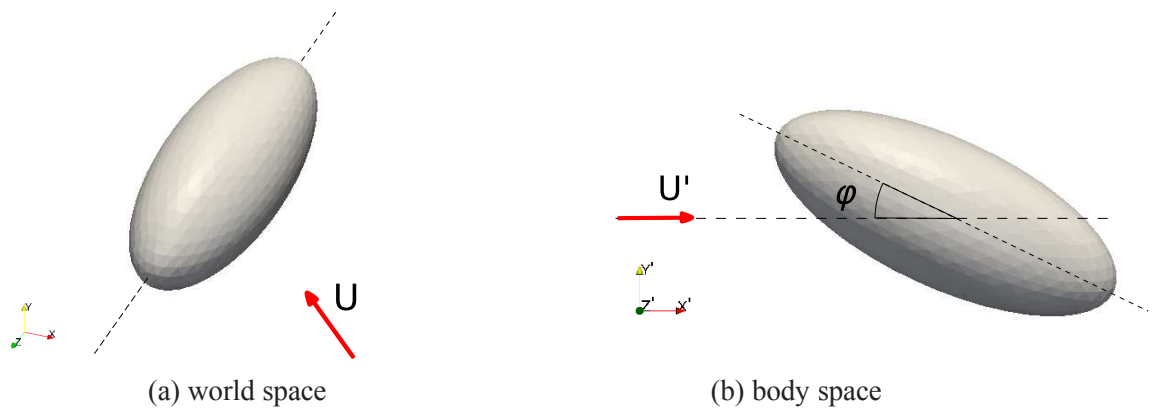 U
Y
X
Z
(a) world space
U'
φ
Y'
Z'
X'
(b) body space